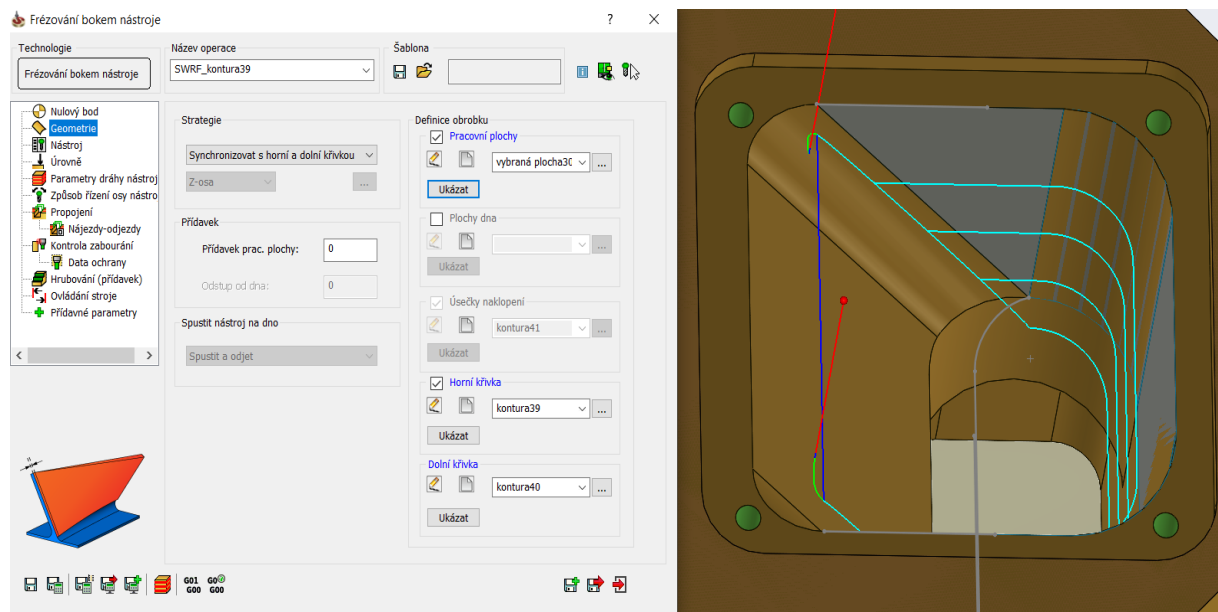 Frézování bokem nástroje
?
Technologie
Název operace
Šablona
Frézování bokem nástroje
SWRF_kontura39
Nulový bod
Geometrie
Nástroj
Úrovně
Parametry dráhy nástroj
Způsob řízení osy nástro
Propojení
Nájezdy-odjezdy
Kontrola zabourání
Data ochrany
Hrubování (přídavek)
Ovládání stroje
Přídavné parametry
Strategie
Synchronizovat s horní a dolní křivkou
Z-osa
...
Přídavek
Přídavek prac. plochy:
0
Odstup od dna:
0
Spustit nástroj na dno
Spustit a odjet
Definice obrobku
Pracovní plochy
vybraná plocha30
...
Ukázat
Plochy dna
...
Ukázat
Úsečky naklopení
kontura41
...
Ukázat
Horní křivka
kontura39
...
Ukázat
Dolní křivka
kontura40
...
Ukázat
G01 G00
G00 G00